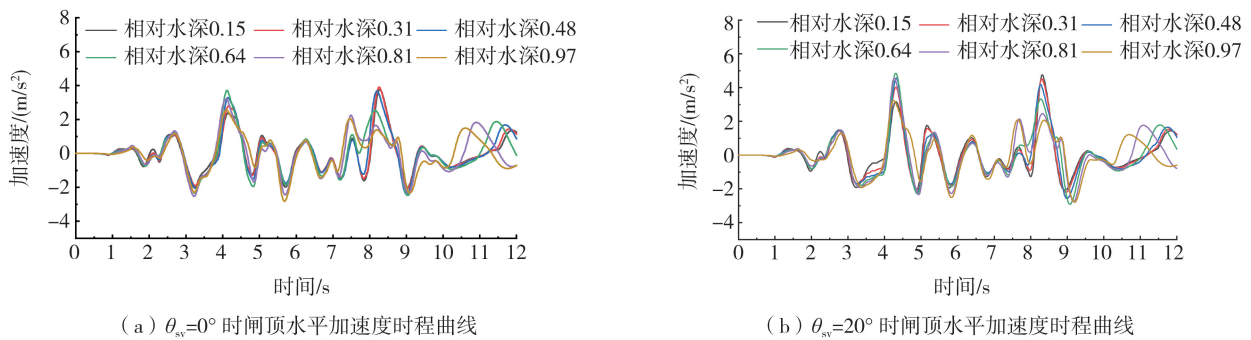 8
6
4
2
0
−2
−4
加速度/(m/s²)
相对水深0.15 相对水深0.31 相对水深0.48
相对水深0.64 相对水深0.81 相对水深0.97
0 1 2 3 4 5 6 7 8 9 10 11 12
时间/s
（a）θsv=0° 时闸顶水平加速度时程曲线
8
6
4
2
0
−2
−4
加速度/(m/s²)
相对水深0.15 相对水深0.31 相对水深0.48
相对水深0.64 相对水深0.81 相对水深0.97
0 1 2 3 4 5 6 7 8 9 10 11 12
时间/s
（b）θsv=20° 时闸顶水平加速度时程曲线